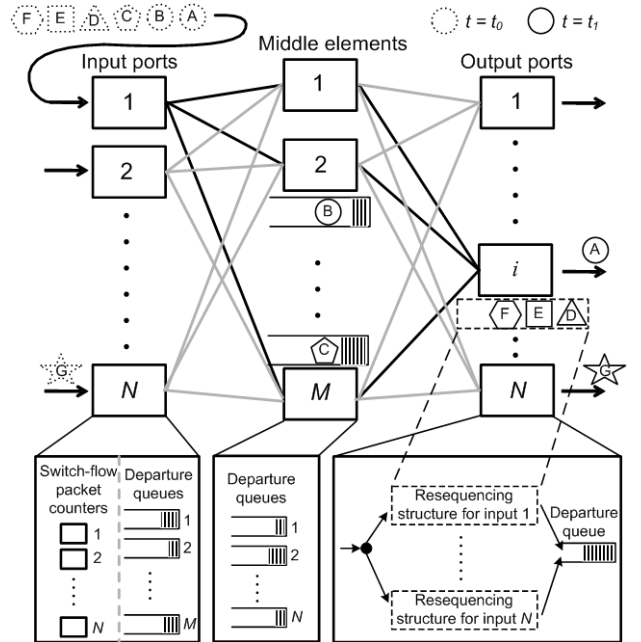 F E D C B A
t = t0 t = t1
Middle elements
Input ports
Output ports
1
1
1
2
2
B
i
A
F E D
C
G
N
M
N
G
Switch-flow
packet
counters
1
2
N
Departure
queues
1
2
M
Departure
queues
1
2
N
Resequencing
structure for input 1
Departure
queue
Resequencing
structure for input N